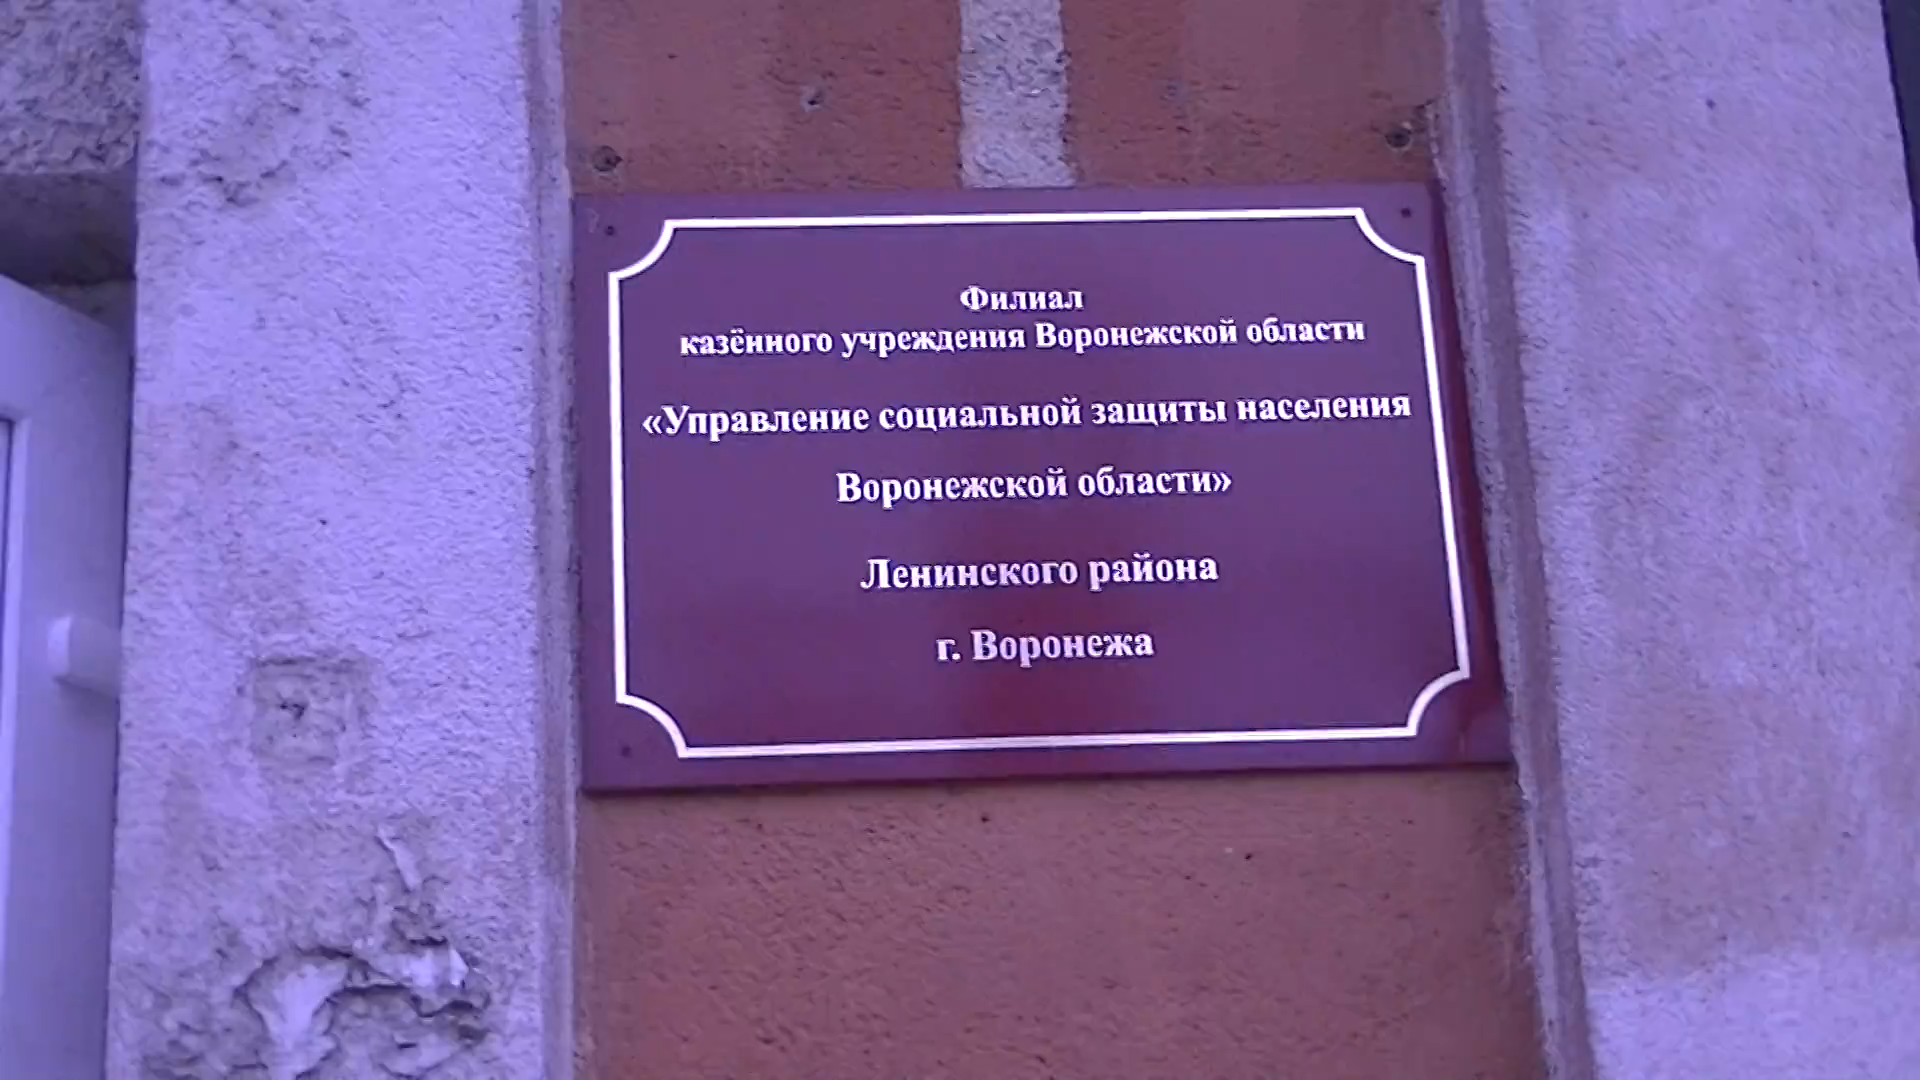 Филиал
казённого учреждения Воронежской области
«Управление социальной защиты населения
Воронежской области»
Ленинского района
г. Воронежа